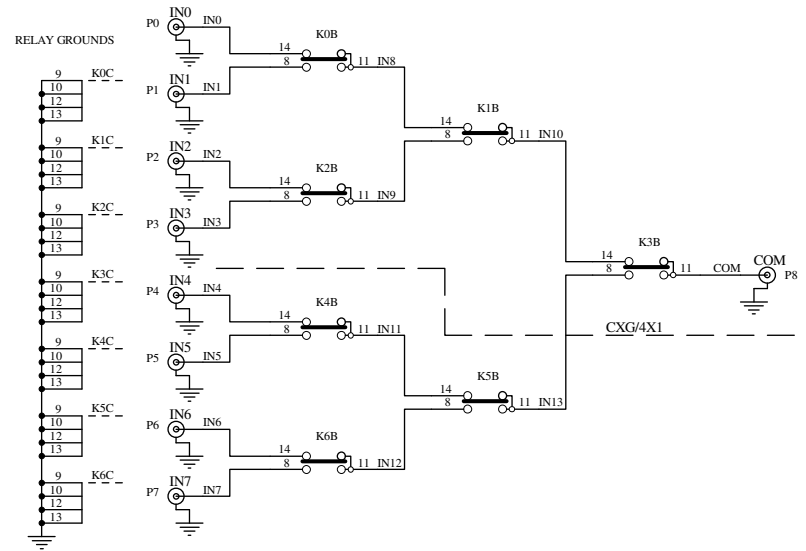 RELAY GROUNDS
9 K0C
10
12
13
9 K1C
10
12
13
9 K2C
10
12
13
9 K3C
10
12
13
9 K4C
10
12
13
9 K5C
10
12
13
9 K6C
10
12
13
P0 IN0 IN0
P1 IN1 IN1
14 K0B
8 11 IN8
P2 IN2 IN2
P3 IN3 IN3
14 K2B
8 11 IN9
14 K1B
8 11 IN10
P4 IN4 IN4
P5 IN5 IN5
14 K4B
8 11 IN11
P6 IN6 IN6
P7 IN7 IN7
14 K6B
8 11 IN12
14 K5B
8 11 IN13
14 K3B
8 11 COM COM P8
CXG/4X1